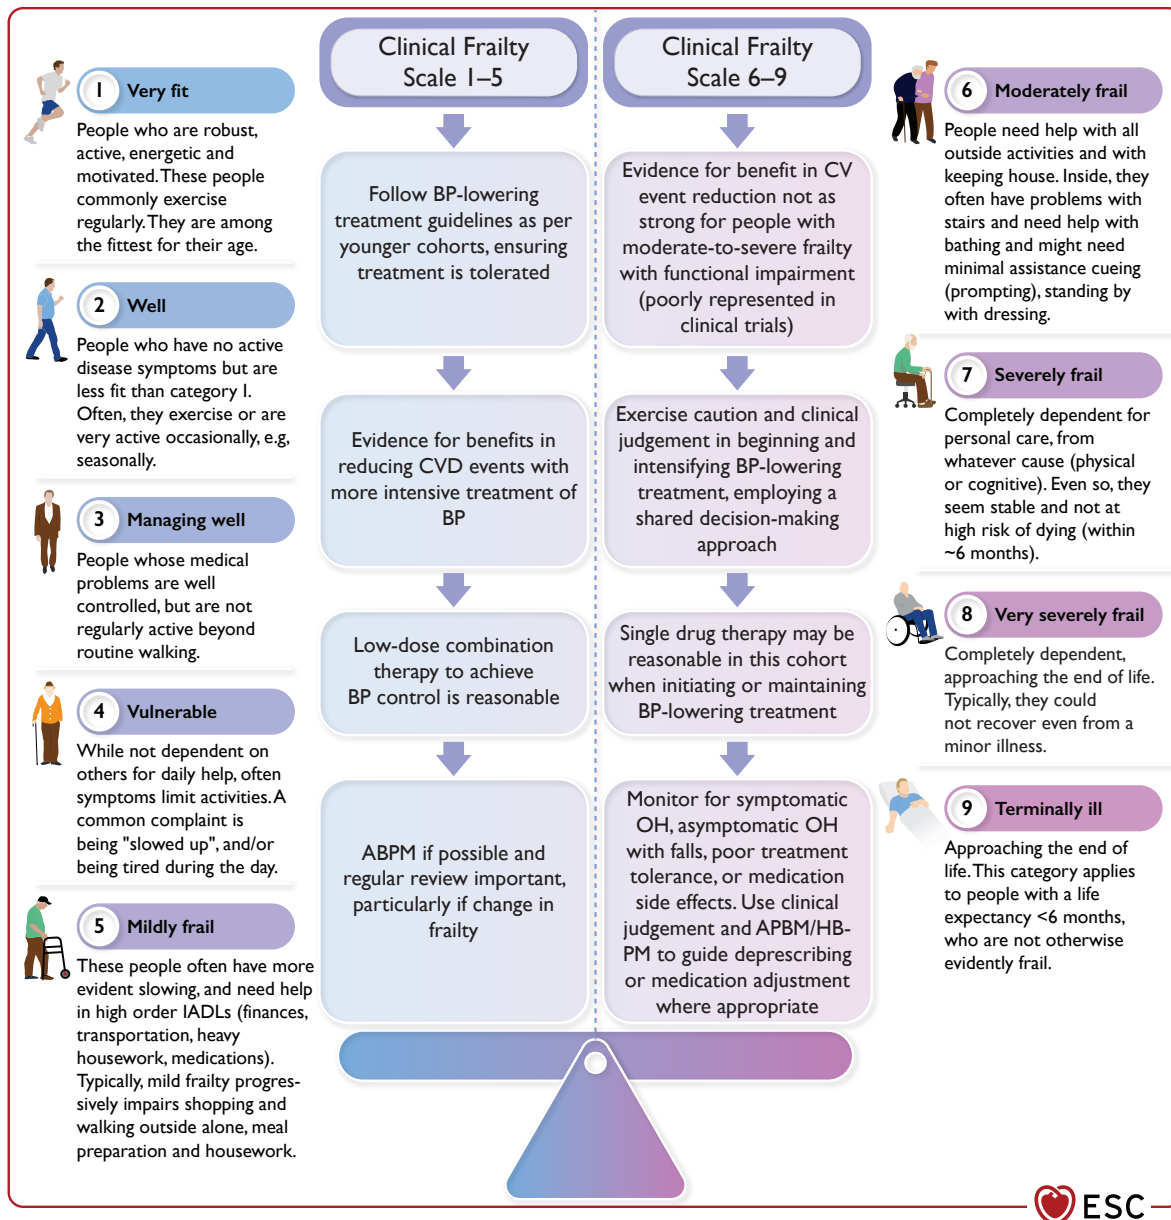 Clinical Frailty
Scale 1–5
Clinical Frailty
Scale 6–9
1 Very fit
People who are robust,
active, energetic and
motivated. These people
commonly exercise
regularly. They are among
the fittest for their age.
2 Well
People who have no active
disease symptoms but are
less fit than category 1.
Often, they exercise or are
very active occasionally, e.g,
seasonally.
3 Managing well
People whose medical
problems are well
controlled, but are not
regularly active beyond
routine walking.
4 Vulnerable
While not dependent on
others for daily help, often
symptoms limit activities. A
common complaint is
being "slowed up", and/or
being tired during the day.
5 Mildly frail
These people often have more
evident slowing, and need help
in high order IADLs (finances,
transportation, heavy
housework, medications).
Typically, mild frailty progres-
sively impairs shopping and
walking outside alone, meal
preparation and housework.
Follow BP-lowering
treatment guidelines as per
younger cohorts, ensuring
treatment is tolerated
Evidence for benefits in
reducing CVD events with
more intensive treatment of
BP
Low-dose combination
therapy to achieve
BP control is reasonable
ABPM if possible and
regular review important,
particularly if change in
frailty
Evidence for benefit in CV
event reduction not as
strong for people with
moderate-to-severe frailty
with functional impairment
(poorly represented in
clinical trials)
Exercise caution and clinical
judgement in beginning and
intensifying BP-lowering
treatment, employing a
shared decision-making
approach
Single drug therapy may be
reasonable in this cohort
when initiating or maintaining
BP-lowering treatment
Monitor for symptomatic
OH, asymptomatic OH
with falls, poor treatment
tolerance, or medication
side effects. Use clinical
judgement and APBM/HB-
PM to guide deprescribing
or medication adjustment
where appropriate
6 Moderately frail
People need help with all
outside activities and with
keeping house. Inside, they
often have problems with
stairs and need help with
bathing and might need
minimal assistance cueing
(prompting), standing by
with dressing.
7 Severely frail
Completely dependent for
personal care, from
whatever cause (physical
or cognitive). Even so, they
seem stable and not at
high risk of dying (within
~6 months).
8 Very severely frail
Completely dependent,
approaching the end of life.
Typically, they could
not recover even from a
minor illness.
9 Terminally ill
Approaching the end of
life. This category applies
to people with a life
expectancy <6 months,
who are not otherwise
evidently frail.
ESC